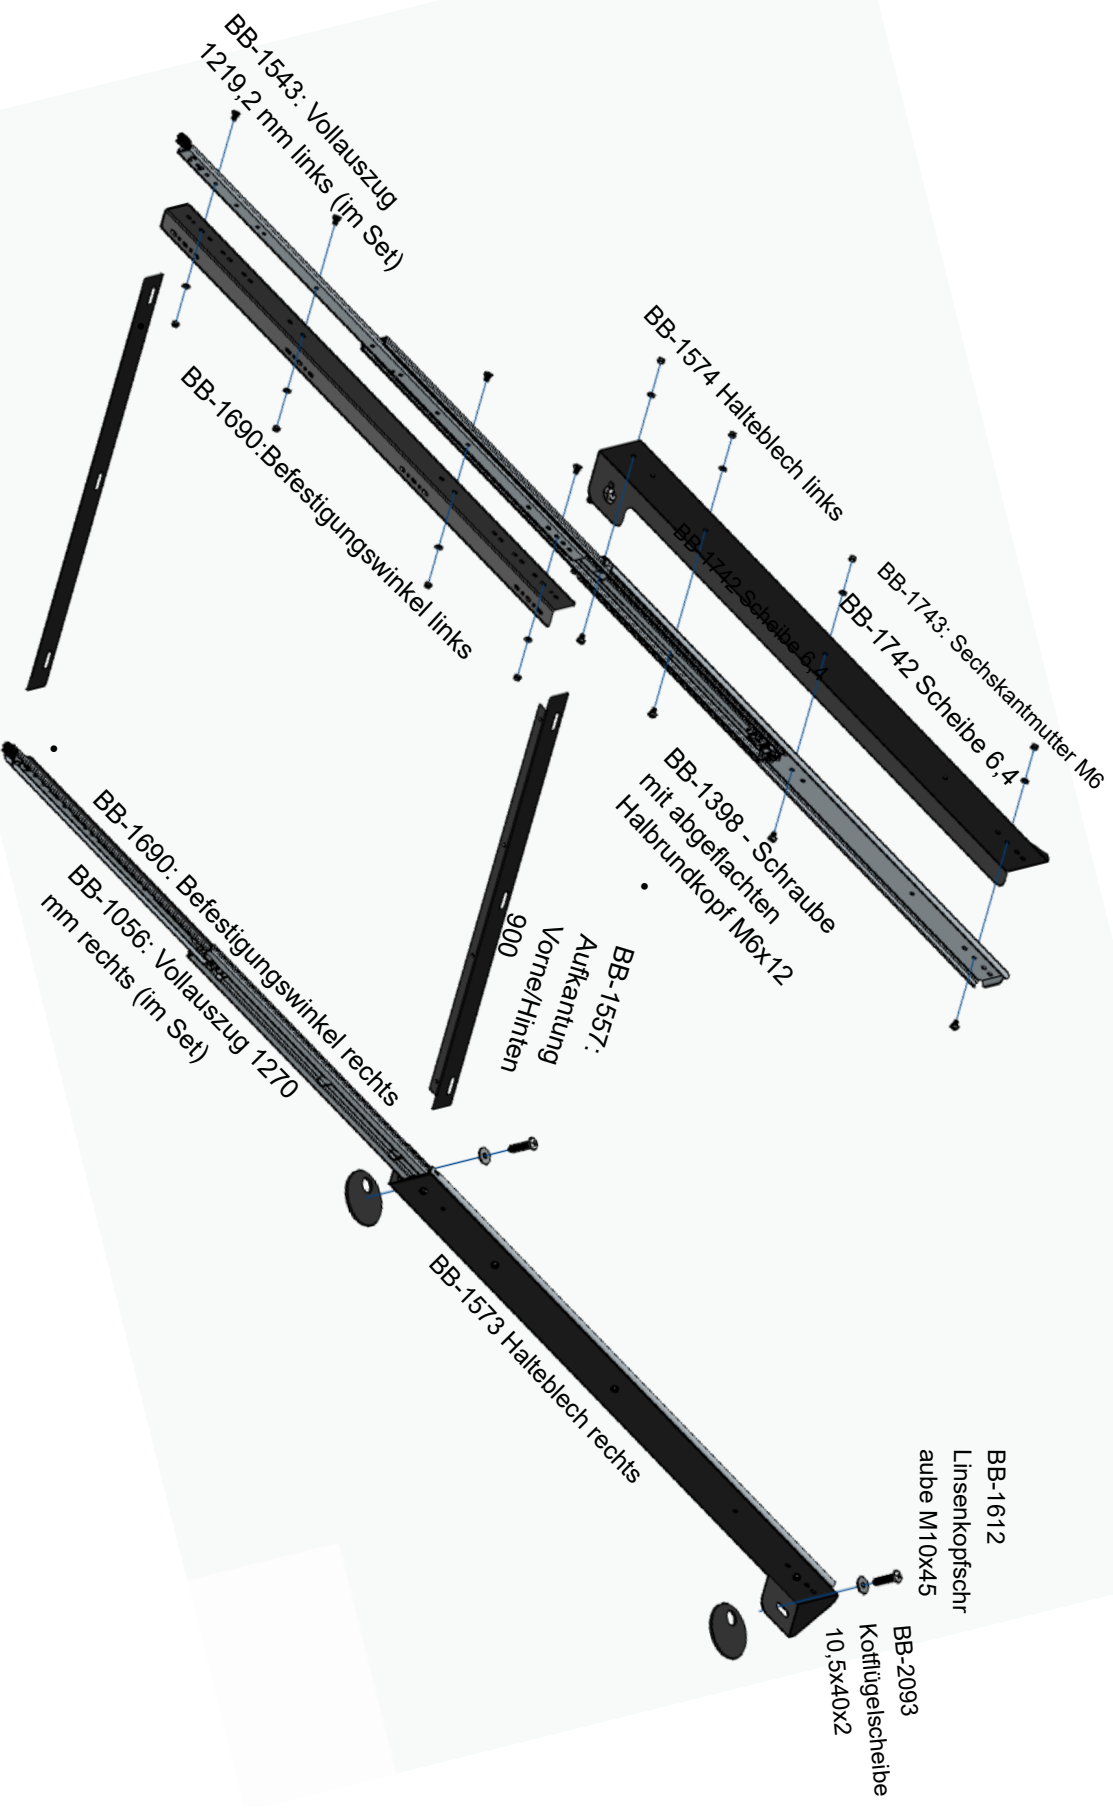 BB-1543: Vollauszug
1219,2 mm links (im Set)
BB-1574 Halteblech links
BB-1690:Befestigungswinkel links
BB-1742 Scheibe 6,4
BB-1743: Sechskantmutter M6
BB-1742 Scheibe 6,4
BB-1398 - Schraube
mit abgeflachten
Halbrundkopf M6x12
BB-1690: Befestigungswinkel rechts
BB-1056: Vollauszug 1270
mm rechts (im Set)
BB-1557:
Aufkantung
Vorne/Hinten
900
BB-1573 Halteblech rechts
BB-1612
Linsenkopfschr
aube M10x45
BB-2093
Kotflügelscheibe
10,5x40x2